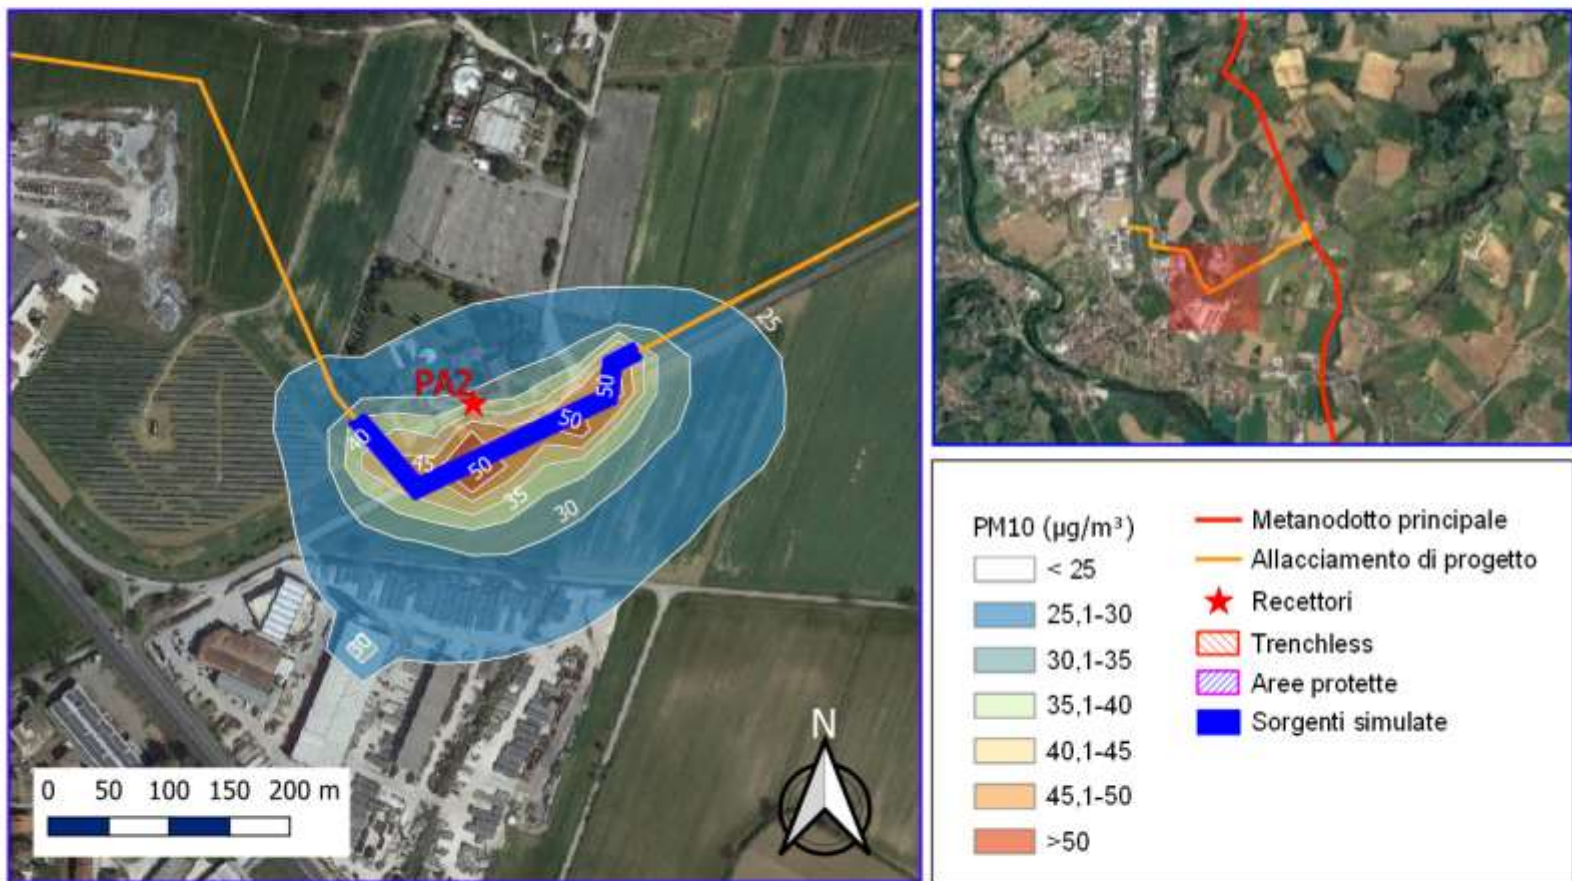 25
PA2
50
40
50
45
50
35
30
30
N
0 50 100 150 200 m
PM10 (µg/m³)
< 25
25,1-30
30,1-35
35,1-40
40,1-45
45,1-50
>50
Metanodotto principale
Allacciamento di progetto
Recettori
Trenchless
Aree protette
Sorgenti simulate